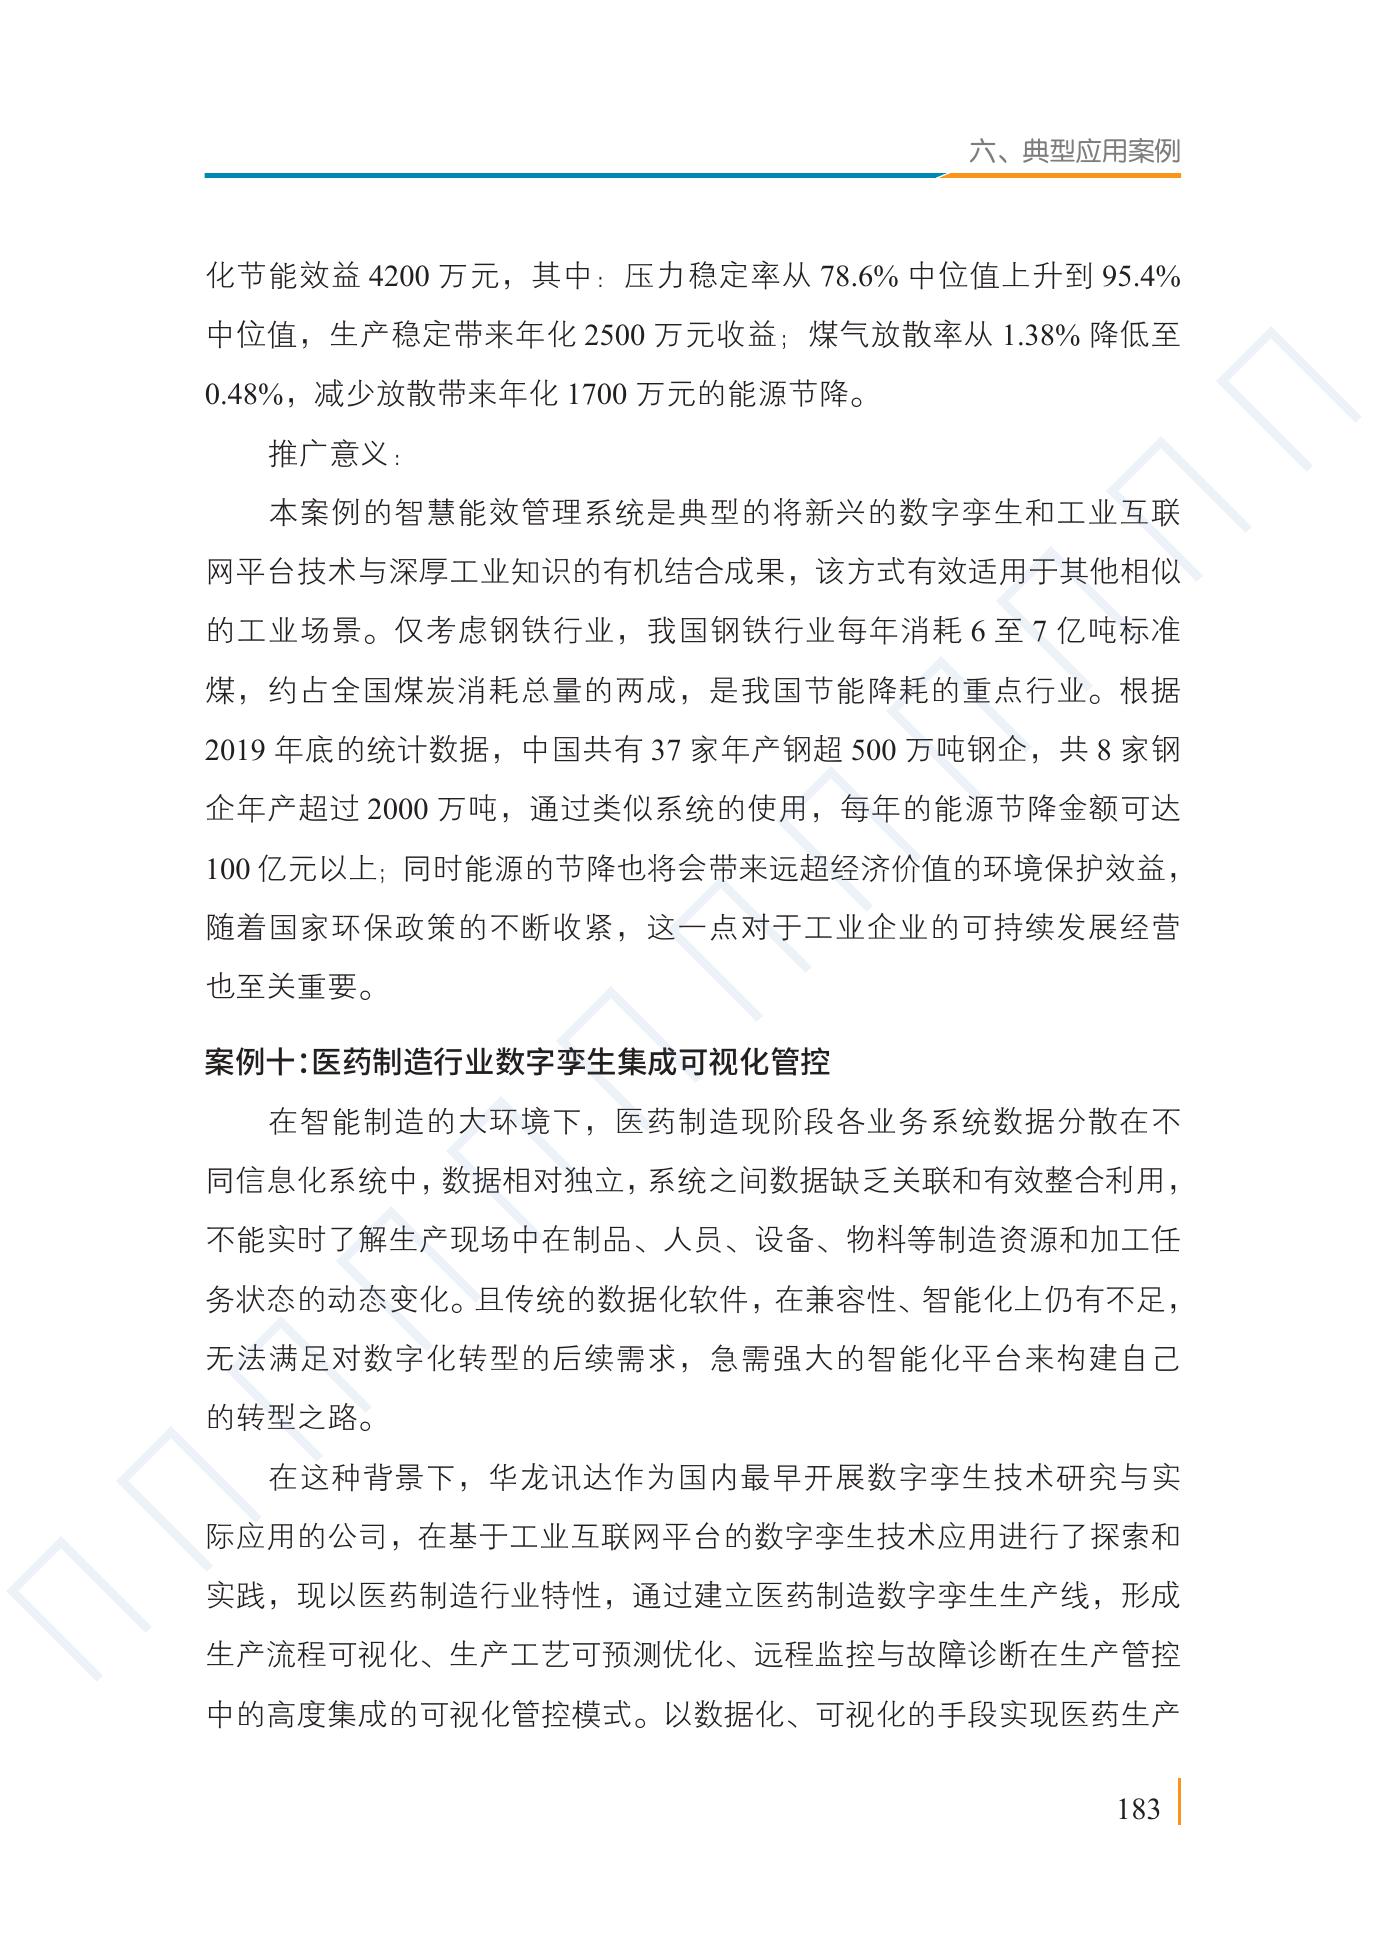 六、典型应用案例
化节能效益 4200 万元，其中：压力稳定率从 78.6% 中位值上升到 95.4%
中位值，生产稳定带来年化 2500 万元收益；煤气放散率从 1.38% 降低至
0.48%，减少放散带来年化 1700 万元的能源节降。
推广意义：
本案例的智慧能效管理系统是典型的将新兴的数字孪生和工业互联
网平台技术与深厚工业知识的有机结合成果，该方式有效适用于其他相似
的工业场景。仅考虑钢铁行业，我国钢铁行业每年消耗 6 至 7 亿吨标准
煤，约占全国煤炭消耗总量的两成，是我国节能降耗的重点行业。根据
2019 年底的统计数据，中国共有 37 家年产钢超 500 万吨钢企，共 8 家钢
企年产超过 2000 万吨，通过类似系统的使用，每年的能源节降金额可达
100 亿元以上；同时能源的节降也将会带来远超经济价值的环境保护效益，
随着国家环保政策的不断收紧，这一点对于工业企业的可持续发展经营
也至关重要。
案例十：医药制造行业数字孪生集成可视化管控
在智能制造的大环境下，医药制造现阶段各业务系统数据分散在不
同信息化系统中，数据相对独立，系统之间数据缺乏关联和有效整合利用，
不能实时了解生产现场中在制品、人员、设备、物料等制造资源和加工任
务状态的动态变化。且传统的数据化软件，在兼容性、智能化上仍有不足，
无法满足对数字化转型的后续需求，急需强大的智能化平台来构建自己
的转型之路。
在这种背景下，华龙讯达作为国内最早开展数字孪生技术研究与实
际应用的公司，在基于工业互联网平台的数字孪生技术应用进行了探索和
实践，现以医药制造行业特性，通过建立医药制造数字孪生生产线，形成
生产流程可视化、生产工艺可预测优化、远程监控与故障诊断在生产管控
中的高度集成的可视化管控模式。以数据化、可视化的手段实现医药生产
183